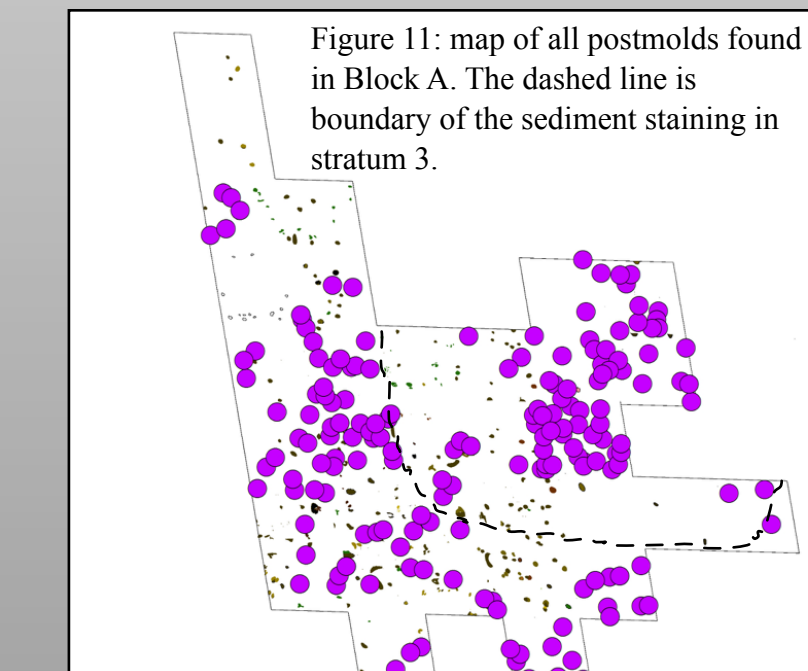 Figure 11: map of all postmolds found
in Block A. The dashed line is
boundary of the sediment staining in
stratum 3.